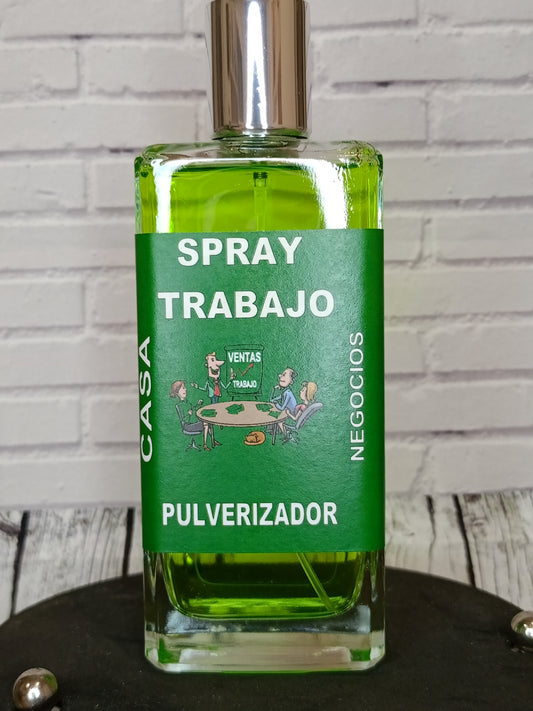 SPRAY
TRABAJO
CASA
VENTAS
TRABAJO
NEGOCIOS
PULVERIZADOR